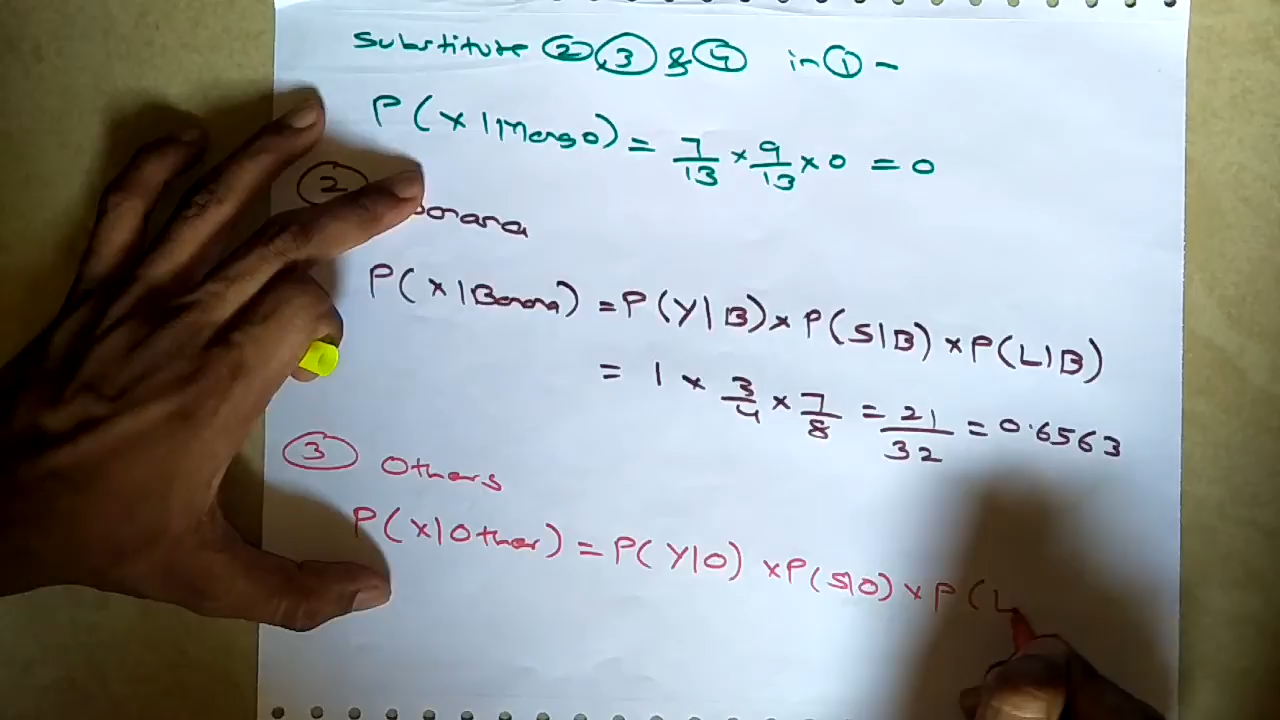 Substitute ②,③ & ④ in ① -
P(X|Mango) = 7/13 × 9/13 × 0 = 0
②
P(X|Banana) = P(Y|B) × P(S|B) × P(L|B)
= 1 × 3/4 × 7/8 = 21/32 = 0.6563
③ Others
P(X|Other) = P(Y|O) × P(S|O) × P(L